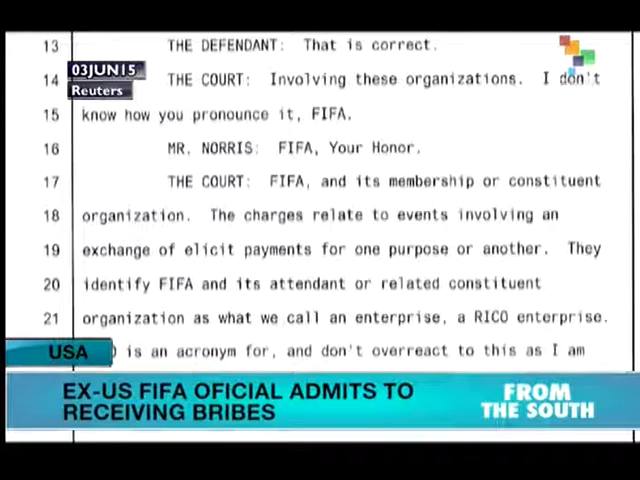 13 THE DEFENDANT: That is correct.
03JUN15
14 THE COURT: Involving these organizations. I don't
Reuters
15 know how you pronounce it, FIFA.
16 MR. NORRIS: FIFA, Your Honor.
17 THE COURT: FIFA, and its membership or constituent
18 organization. The charges relate to events involving an
19 exchange of elicit payments for one purpose or another. They
20 identify FIFA and its attendant or related constituent
21 organization as what we call an enterprise, a RICO enterprise.
USA
is an acronym for, and don't overreact to this as I am
EX-US FIFA OFICIAL ADMITS TO
RECEIVING BRIBES
FROM
THE SOUTH